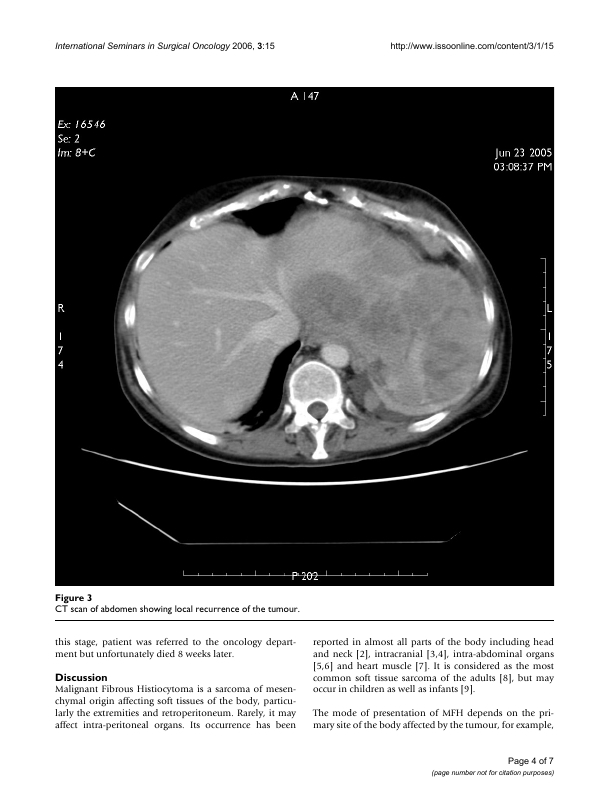 International Seminars in Surgical Oncology 2006, 3:15
http://www.issoonline.com/content/3/1/15
A 147
Ex: 16546
Se: 2
Im: 8+C
Jun 23 2005
03:08:37 PM
R
1
7
4
L
1
7
5
P 202
Figure 3
CT scan of abdomen showing local recurrence of the tumour.
this stage, patient was referred to the oncology depart-
ment but unfortunately died 8 weeks later.
Discussion
Malignant Fibrous Histiocytoma is a sarcoma of mesen-
chymal origin affecting soft tissues of the body, particu-
larly the extremities and retroperitoneum. Rarely, it may
affect intra-peritoneal organs. Its occurrence has been
reported in almost all parts of the body including head
and neck [2], intracranial [3,4], intra-abdominal organs
[5,6] and heart muscle [7]. It is considered as the most
common soft tissue sarcoma of the adults [8], but may
occur in children as well as infants [9].
The mode of presentation of MFH depends on the pri-
mary site of the body affected by the tumour, for example,
Page 4 of 7
(page number not for citation purposes)